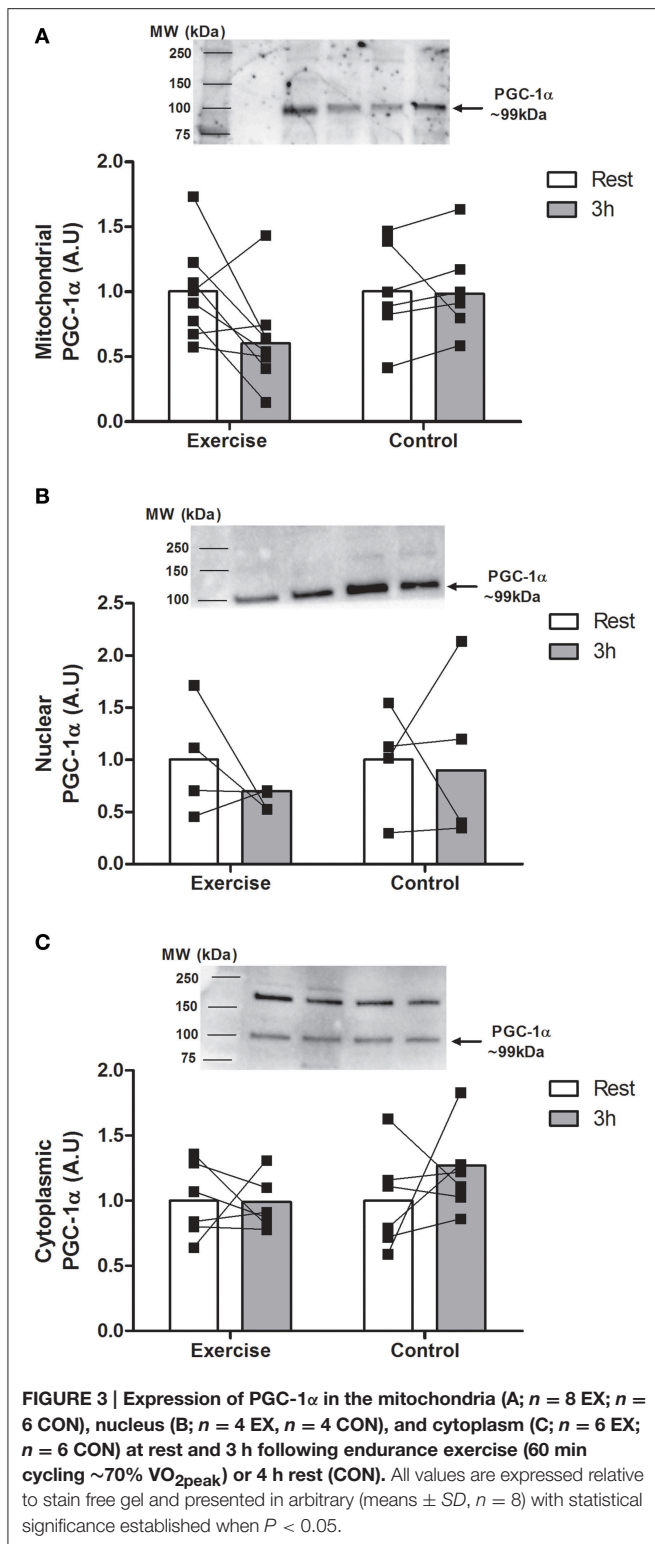 A
MW (kDa)
250
150
100
75
PGC-1α
~99kDa
Mitochondrial
PGC-1α (A.U)
2.0
1.5
1.0
0.5
0.0
Rest
3h
Exercise
Control
B
MW (kDa)
250
150
100
PGC-1α
~99kDa
Nuclear
PGC-1α (A.U)
2.5
2.0
1.5
1.0
0.5
0.0
Rest
3h
Exercise
Control
C
MW (kDa)
250
150
100
75
PGC-1α
~99kDa
Cytoplasmic
PGC-1α (A.U)
2.0
1.5
1.0
0.5
0.0
Rest
3h
Exercise
Control
FIGURE 3 | Expression of PGC-1α in the mitochondria (A; n = 8 EX; n =
6 CON), nucleus (B; n = 4 EX, n = 4 CON), and cytoplasm (C; n = 6 EX;
n = 6 CON) at rest and 3 h following endurance exercise (60 min
cycling ~70% VO2peak) or 4 h rest (CON). All values are expressed relative
to stain free gel and presented in arbitrary (means ± SD, n = 8) with statistical
significance established when P < 0.05.